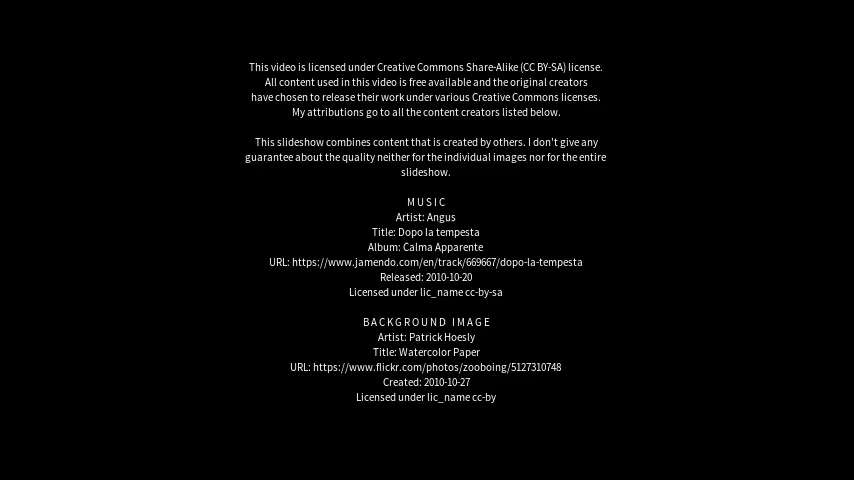 This video is licensed under Creative Commons Share-Alike (CC BY-SA) license.
All content used in this video is free available and the original creators
have chosen to release their work under various Creative Commons licenses.
My attributions go to all the content creators listed below.
This slideshow combines content that is created by others. I don't give any
guarantee about the quality neither for the individual images nor for the entire
slideshow.
MUSIC
Artist: Angus
Title: Dopo la tempesta
Album: Calma Apparente
URL: https://www.jamendo.com/en/track/669667/dopo-la-tempesta
Released: 2010-10-20
Licensed under lic_name cc-by-sa
BACKGROUND IMAGE
Artist: Patrick Hoesly
Title: Watercolor Paper
URL: https://www.flickr.com/photos/zooboing/5127310748
Created: 2010-10-27
Licensed under lic_name cc-by